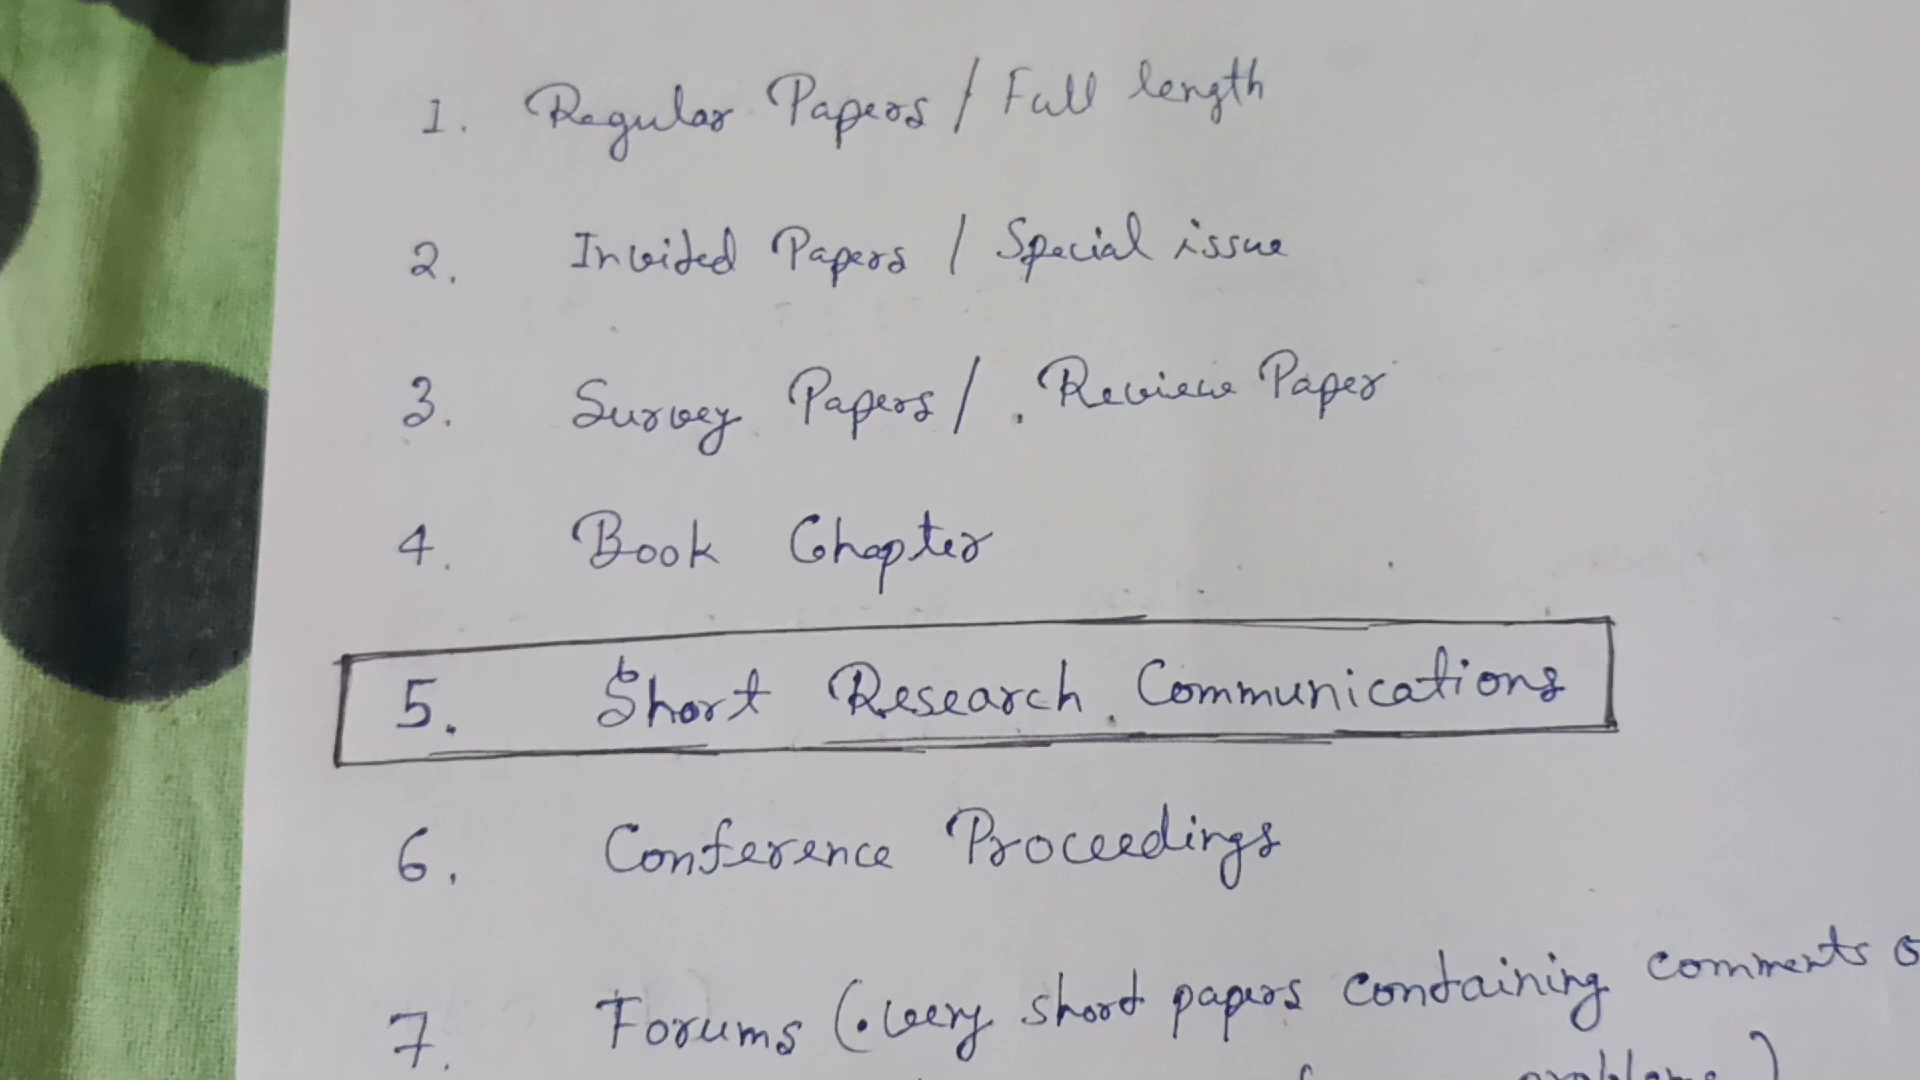 1. Regular Papers / Full length
2. Invited Papers / Special issue
3. Survey Papers / Review Paper
4. Book Chapter
5. Short Research Communications
6. Conference Proceedings
7. Forums (very short papers containing comments
problems)